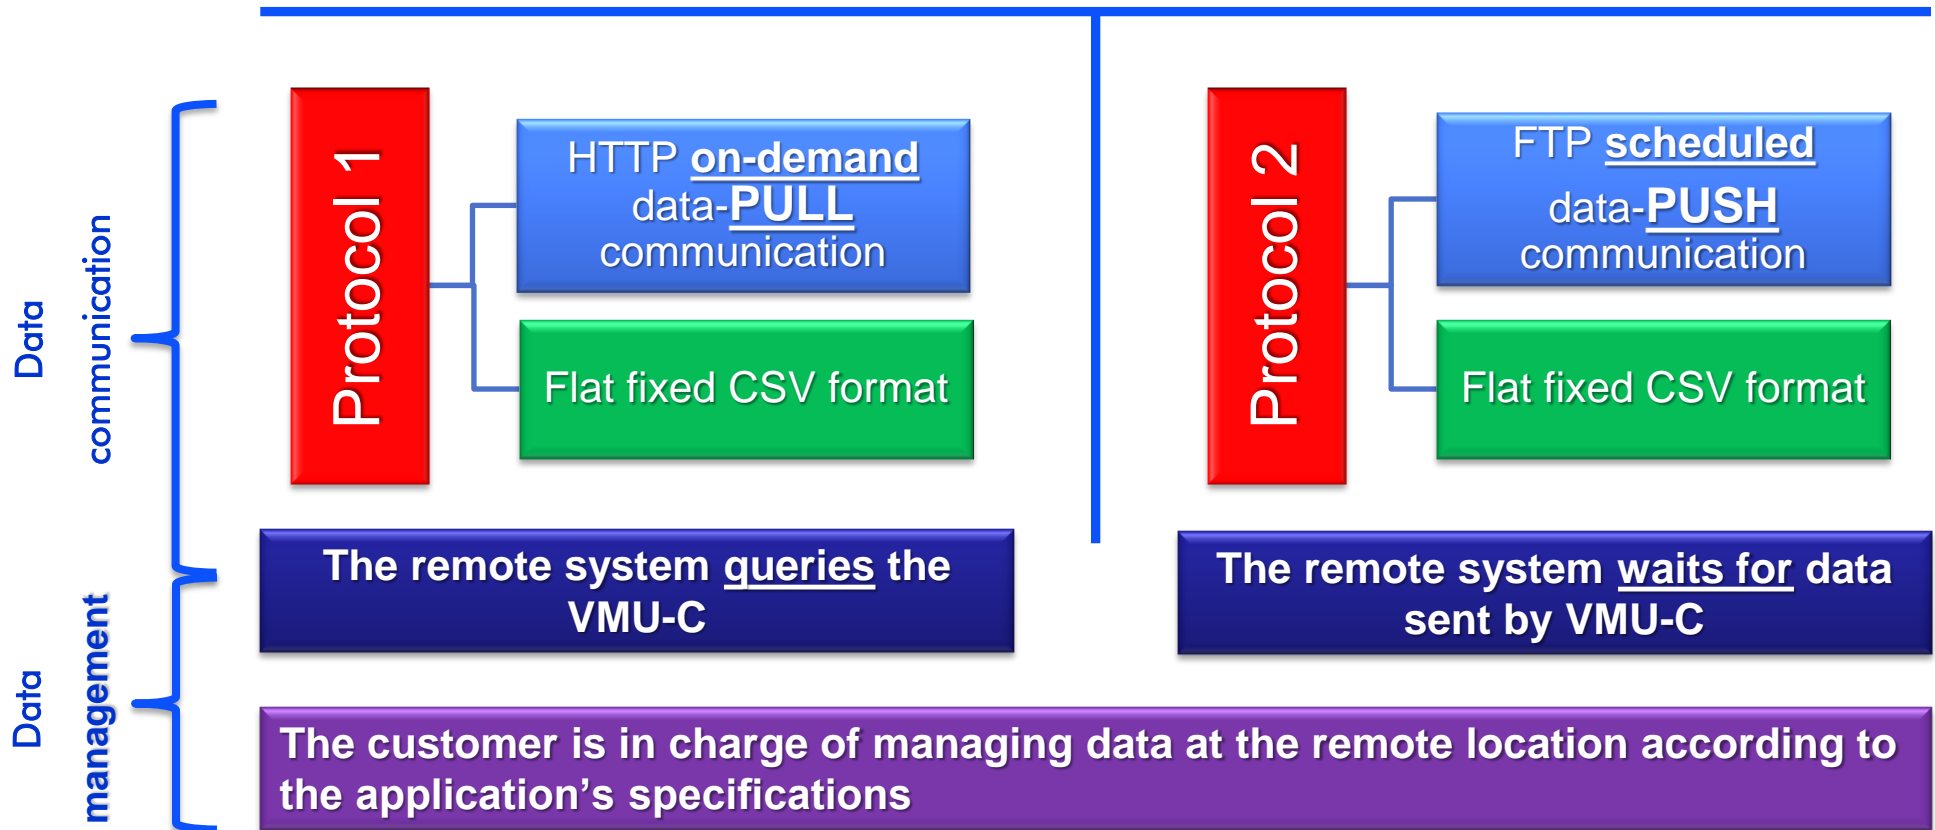 Data
communication
Protocol 1
HTTP on-demand
data-PULL
communication
Flat fixed CSV format
Protocol 2
FTP scheduled
data-PUSH
communication
Flat fixed CSV format
The remote system queries the
VMU-C
The remote system waits for data
sent by VMU-C
Data
management
The customer is in charge of managing data at the remote location according to
the application’s specifications